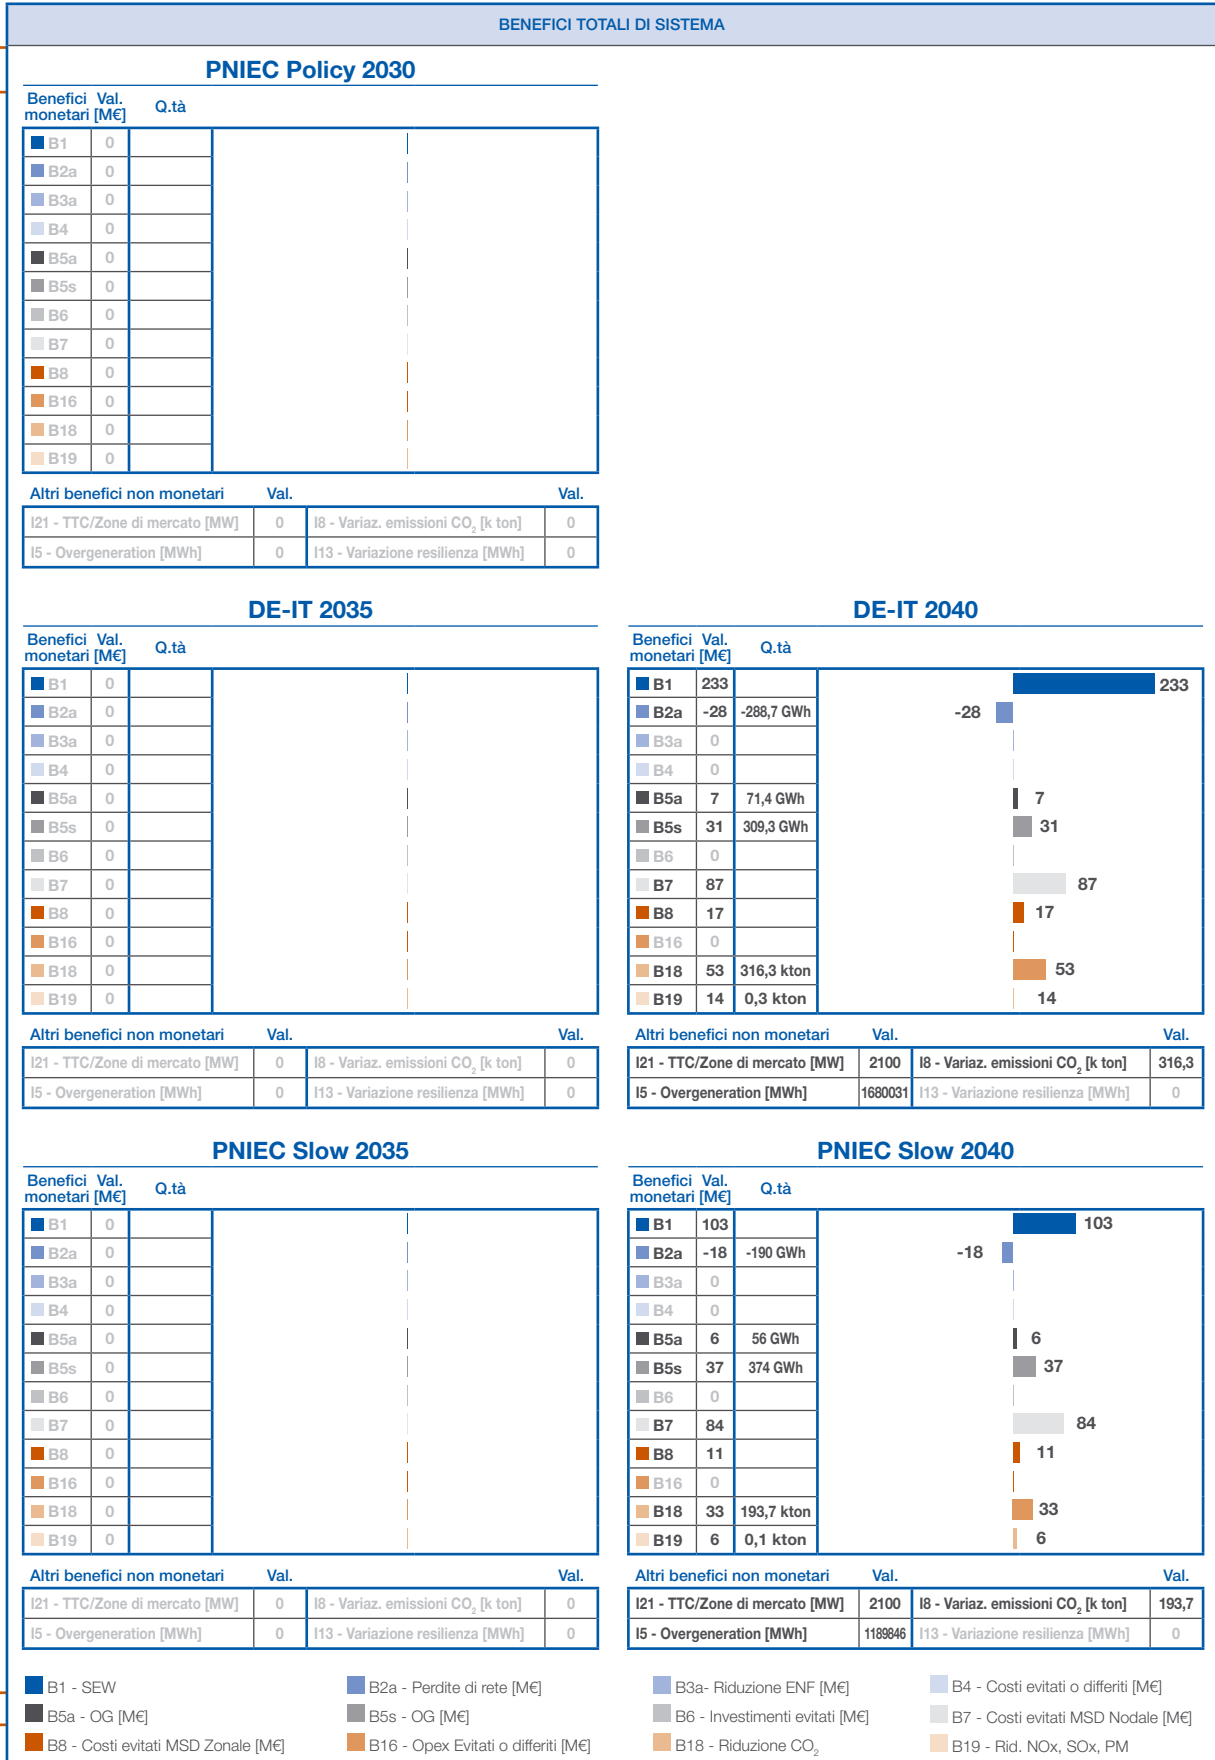 BENEFICI TOTALI DI SISTEMA
PNIEC Policy 2030
Benefici monetari Val. [M€] Q.tà
B1 0
B2a 0
B3a 0
B4 0
B5a 0
B5s 0
B6 0
B7 0
B8 0
B16 0
B18 0
B19 0
Altri benefici non monetari Val. Val.
I21 - TTC/Zone di mercato [MW] 0 I8 - Variaz. emissioni CO₂ [k ton] 0
I5 - Overgeneration [MWh] 0 I13 - Variazione resilienza [MWh] 0
DE-IT 2035
Benefici monetari Val. [M€] Q.tà
B1 0
B2a 0
B3a 0
B4 0
B5a 0
B5s 0
B6 0
B7 0
B8 0
B16 0
B18 0
B19 0
Altri benefici non monetari Val. Val.
I21 - TTC/Zone di mercato [MW] 0 I8 - Variaz. emissioni CO₂ [k ton] 0
I5 - Overgeneration [MWh] 0 I13 - Variazione resilienza [MWh] 0
DE-IT 2040
Benefici monetari Val. [M€] Q.tà
B1 233 233
B2a -28 -288,7 GWh -28
B3a 0
B4 0
B5a 7 71,4 GWh 7
B5s 31 309,3 GWh 31
B6 0
B7 87 87
B8 17 17
B16 0
B18 53 316,3 kton 53
B19 14 0,3 kton 14
Altri benefici non monetari Val. Val.
I21 - TTC/Zone di mercato [MW] 2100 I8 - Variaz. emissioni CO₂ [k ton] 316,3
I5 - Overgeneration [MWh] 1680031 I13 - Variazione resilienza [MWh] 0
PNIEC Slow 2035
Benefici monetari Val. [M€] Q.tà
B1 0
B2a 0
B3a 0
B4 0
B5a 0
B5s 0
B6 0
B7 0
B8 0
B16 0
B18 0
B19 0
Altri benefici non monetari Val. Val.
I21 - TTC/Zone di mercato [MW] 0 I8 - Variaz. emissioni CO₂ [k ton] 0
I5 - Overgeneration [MWh] 0 I13 - Variazione resilienza [MWh] 0
PNIEC Slow 2040
Benefici monetari Val. [M€] Q.tà
B1 103 103
B2a -18 -190 GWh -18
B3a 0
B4 0
B5a 6 56 GWh 6
B5s 37 374 GWh 37
B6 0
B7 84 84
B8 11 11
B16 0
B18 33 193,7 kton 33
B19 6 0,1 kton 6
Altri benefici non monetari Val. Val.
I21 - TTC/Zone di mercato [MW] 2100 I8 - Variaz. emissioni CO₂ [k ton] 193,7
I5 - Overgeneration [MWh] 1189846 I13 - Variazione resilienza [MWh] 0
B1 - SEW B2a - Perdite di rete [M€] B3a- Riduzione ENF [M€] B4 - Costi evitati o differiti [M€]
B5a - OG [M€] B5s - OG [M€] B6 - Investimenti evitati [M€] B7 - Costi evitati MSD Nodale [M€]
B8 - Costi evitati MSD Zonale [M€] B16 - Opex Evitati o differiti [M€] B18 - Riduzione CO₂ B19 - Rid. NOx, SOx, PM